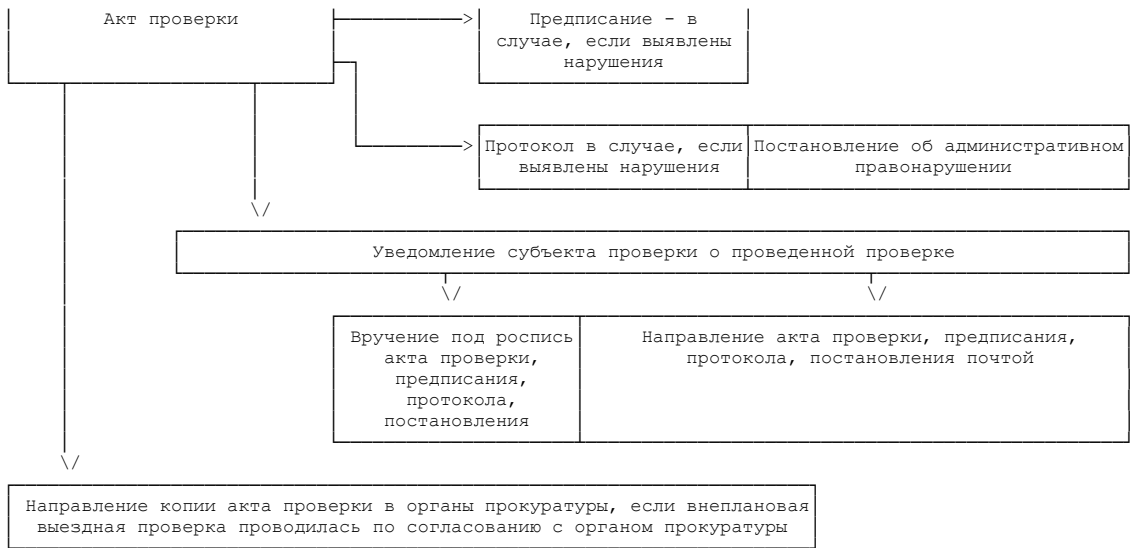 Акт проверки
Предписание - в
случае, если выявлены
нарушения
Протокол в случае, если
выявлены нарушения
Постановление об административном
правонарушении
Уведомление субъекта проверки о проведенной проверке
Вручение под роспись
акта проверки,
предписания,
протокола,
постановления
Направление акта проверки, предписания,
протокола, постановления почтой
Направление копии акта проверки в органы прокуратуры, если внеплановая
выездная проверка проводилась по согласованию с органом прокуратуры